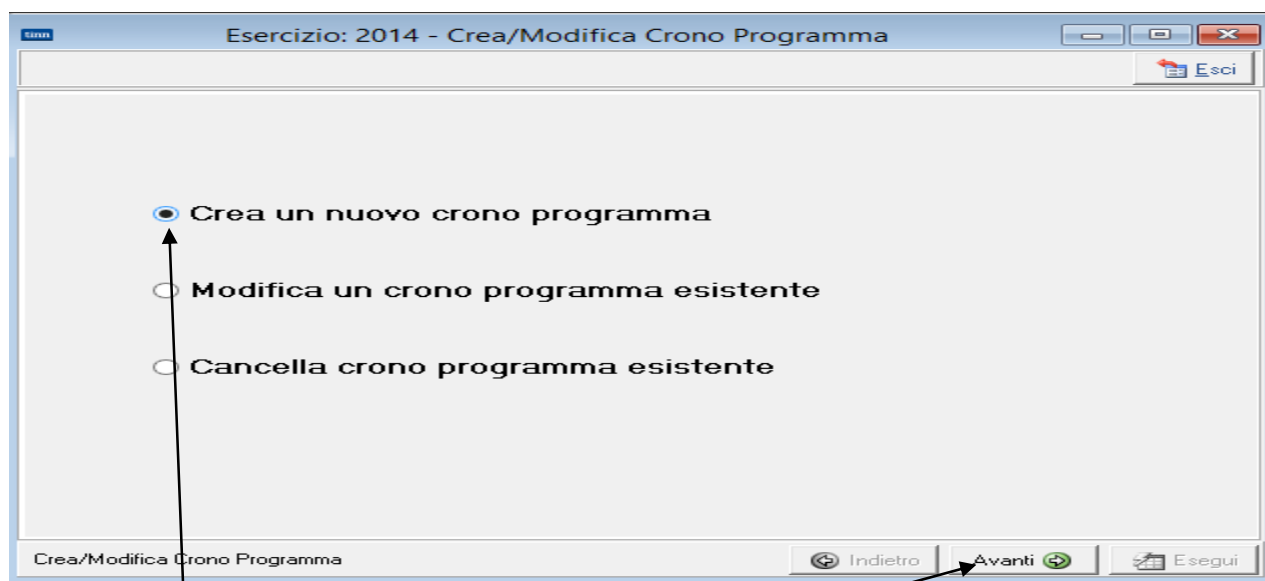 tinn
Esercizio: 2014 - Crea/Modifica Crono Programma
Esci
Crea un nuovo crono programma
Modifica un crono programma esistente
Cancella crono programma esistente
Crea/Modifica Crono Programma
Indietro
Avanti
Esegui